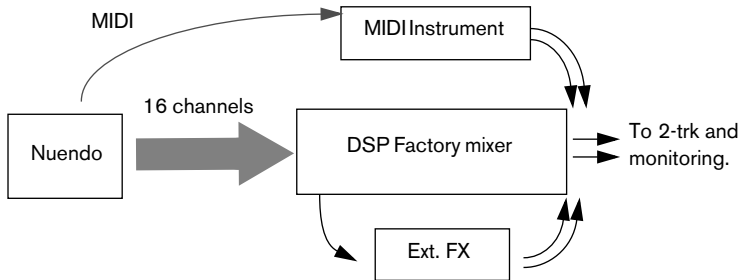 MIDI
MIDI Instrument
16 channels
Nuendo
DSP Factory mixer
To 2-trk and
monitoring.
Ext. FX